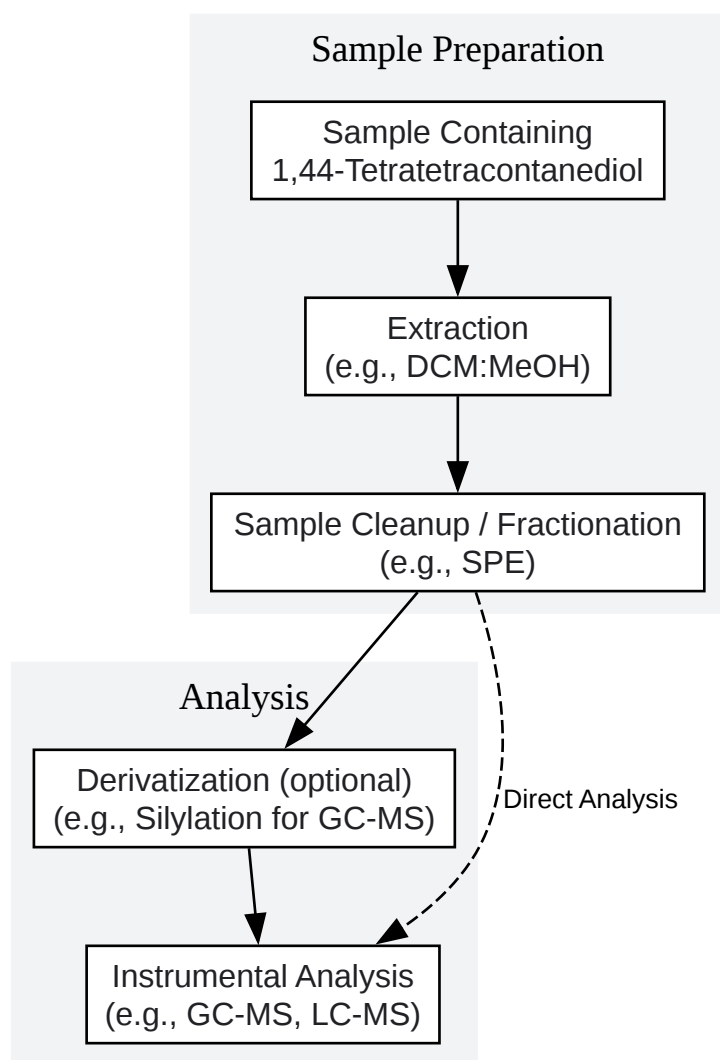 Sample Preparation
Sample Containing
1,44-Tetratetracontanediol
Extraction
(e.g., DCM:MeOH)
Sample Cleanup / Fractionation
(e.g., SPE)
Analysis
Derivatization (optional)
(e.g., Silylation for GC-MS)
Direct Analysis
Instrumental Analysis
(e.g., GC-MS, LC-MS)